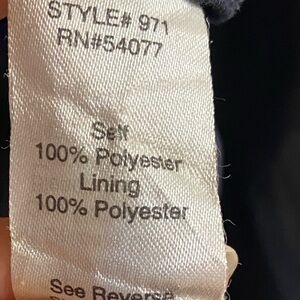 STYLE# 971
RN#54077
Self
100% Polyester
Lining
100% Polyester
See Reverse